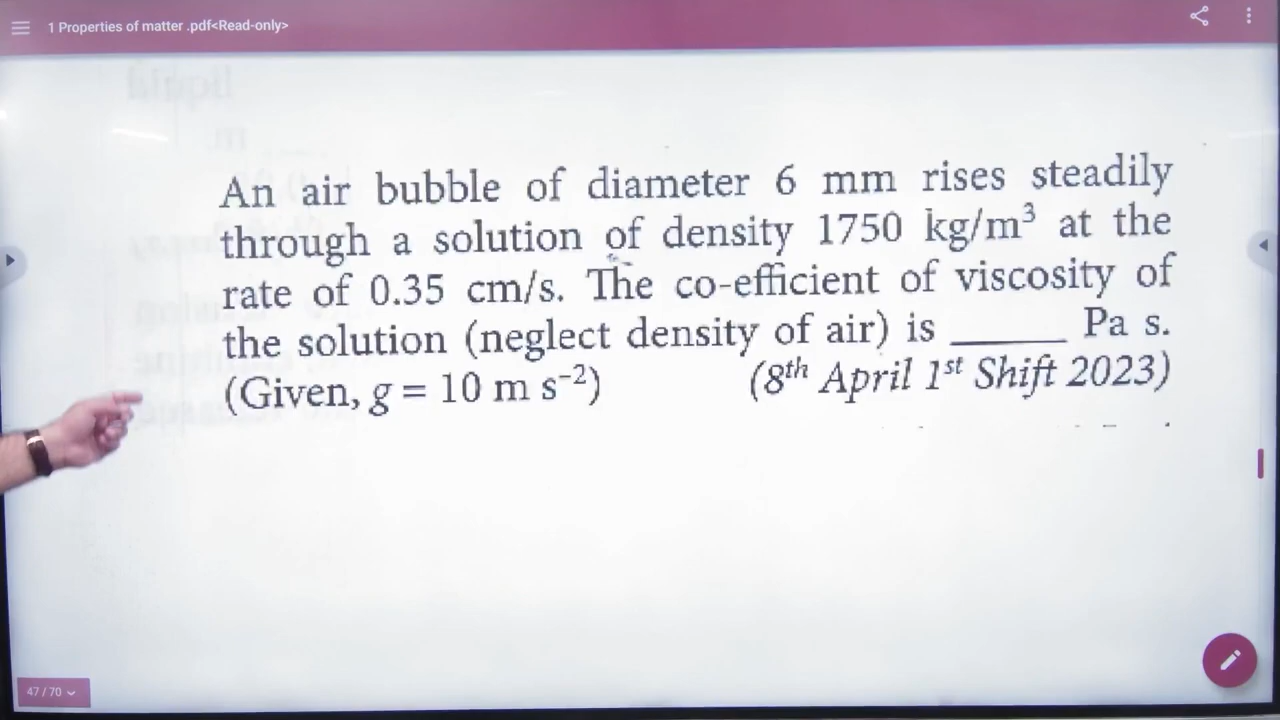 1 Properties of matter .pdf<Read-only>
An air bubble of diameter 6 mm rises steadily
through a solution of density 1750 kg/m³ at the
rate of 0.35 cm/s. The co-efficient of viscosity of
the solution (neglect density of air) is ______ Pa s.
(Given, g = 10 m s⁻²) (8ᵗʰ April 1ˢᵗ Shift 2023)
47 / 70